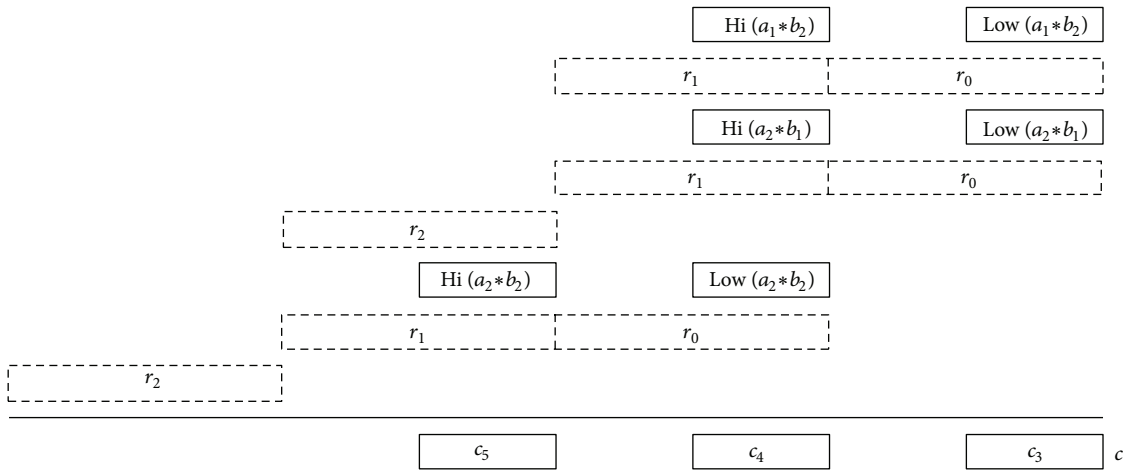 Hi (a₁∗b₂) Low (a₁∗b₂)
r₁ r₀
Hi (a₂∗b₁) Low (a₂∗b₁)
r₁ r₀
r₂
Hi (a₂∗b₂) Low (a₂∗b₂)
r₁ r₀
r₂
c₅ c₄ c₃ c